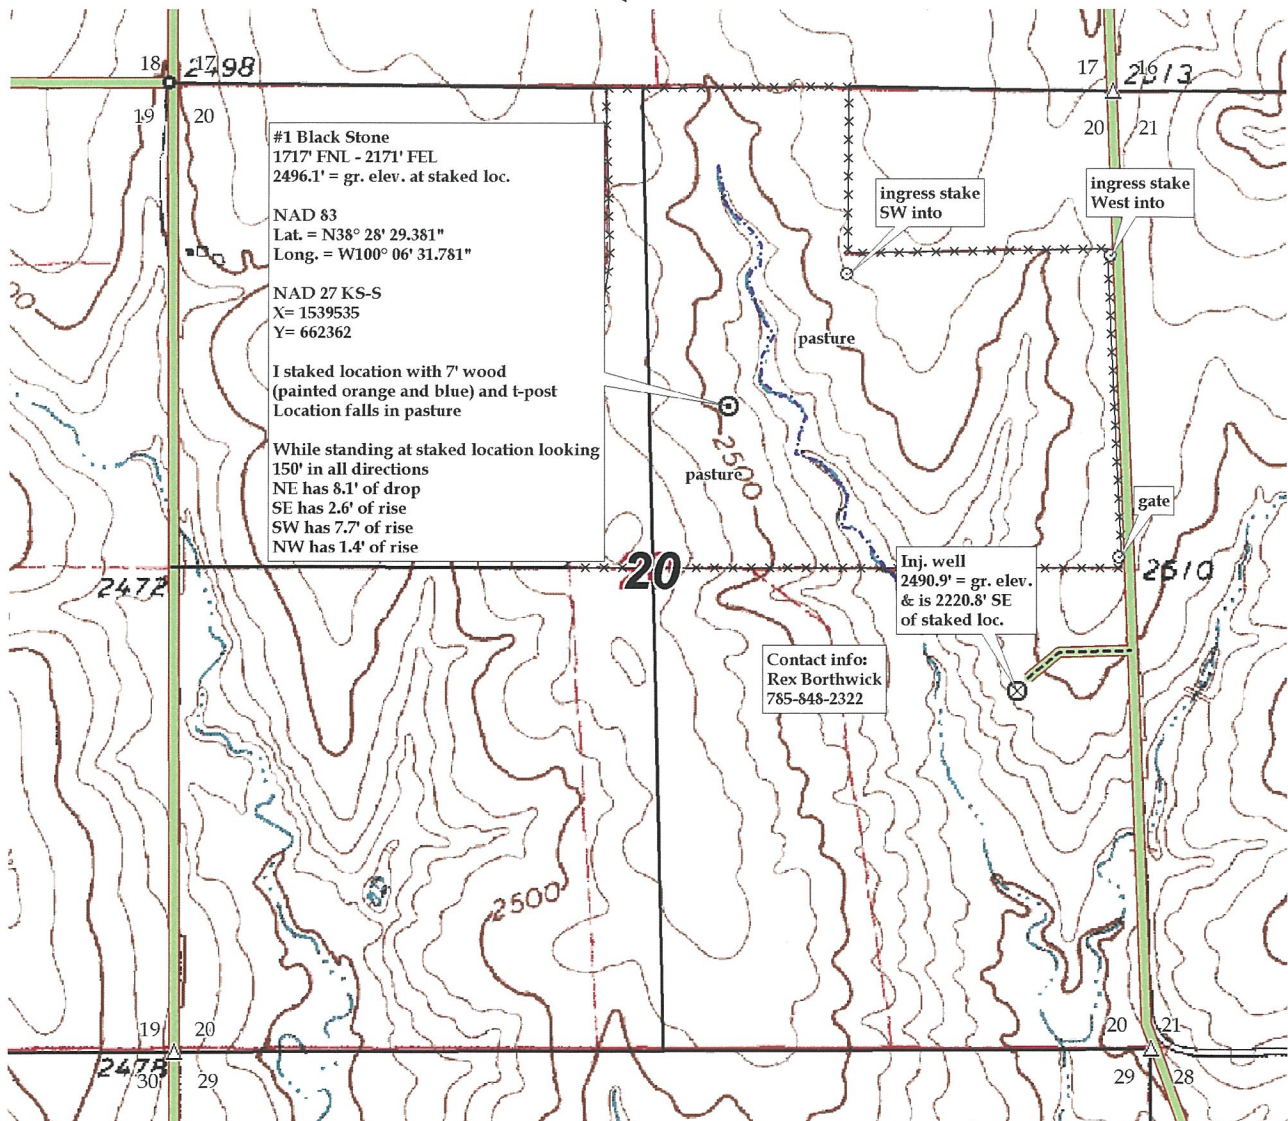 18 17 2498
17 16 2513
19 20
20 21
#1 Black Stone
1717' FNL - 2171' FEL
2496.1' = gr. elev. at staked loc.
NAD 83
Lat. = N38° 28' 29.381"
Long. = W100° 06' 31.781"
NAD 27 KS-S
X= 1539535
Y= 662362
I staked location with 7' wood
(painted orange and blue) and t-post
Location falls in pasture
While standing at staked location looking
150' in all directions
NE has 8.1' of drop
SE has 2.6' of rise
SW has 7.7' of rise
NW has 1.4' of rise
ingress stake
SW into
ingress stake
West into
pasture
2500
pasture
gate
20
2472
2510
Inj. well
2490.9' = gr. elev.
& is 2220.8' SE
of staked loc.
Contact info:
Rex Borthwick
785-848-2322
2500
19 20
20 21
2478
30 29
29 28